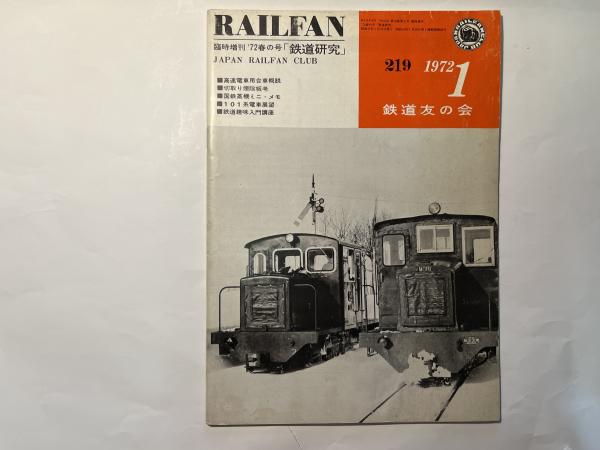 RAILFAN
臨時増刊 '72春の号「鉄道研究」
JAPAN RAILFAN CLUB
■高速電車用台車概説
■切取り煙除板考
■国鉄蒸機ミニ・メモ
■101系電車展望
■鉄道趣味入門講座
219 1972 1
鉄道友の会